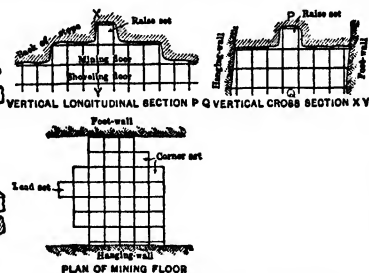 Y
Raise set
Back of stope
Mining floor
Shoveling floor
VERTICAL LONGITUDINAL SECTION P Q
P
Raise set
Hanging-wall
Foot-wall
Q
VERTICAL CROSS SECTION X Y
Foot-wall
Corner set
Lead set
Hanging-wall
PLAN OF MINING FLOOR